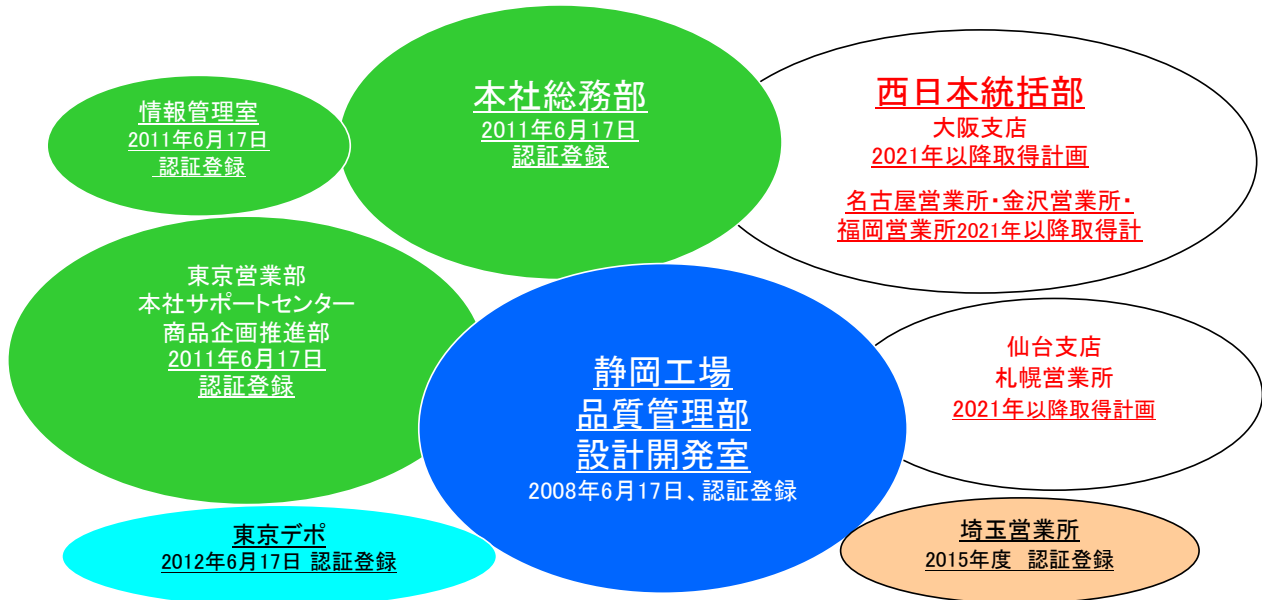 情報管理室
2011年6月17日
認証登録
本社総務部
2011年6月17日
認証登録
西日本統括部
大阪支店
2021年以降取得計画
名古屋営業所・金沢営業所・
福岡営業所2021年以降取得計
東京営業部
本社サポートセンター
商品企画推進部
2011年6月17日
認証登録
静岡工場
品質管理部
設計開発室
2008年6月17日、認証登録
仙台支店
札幌営業所
2021年以降取得計画
東京デポ
2012年6月17日 認証登録
埼玉営業所
2015年度　認証登録